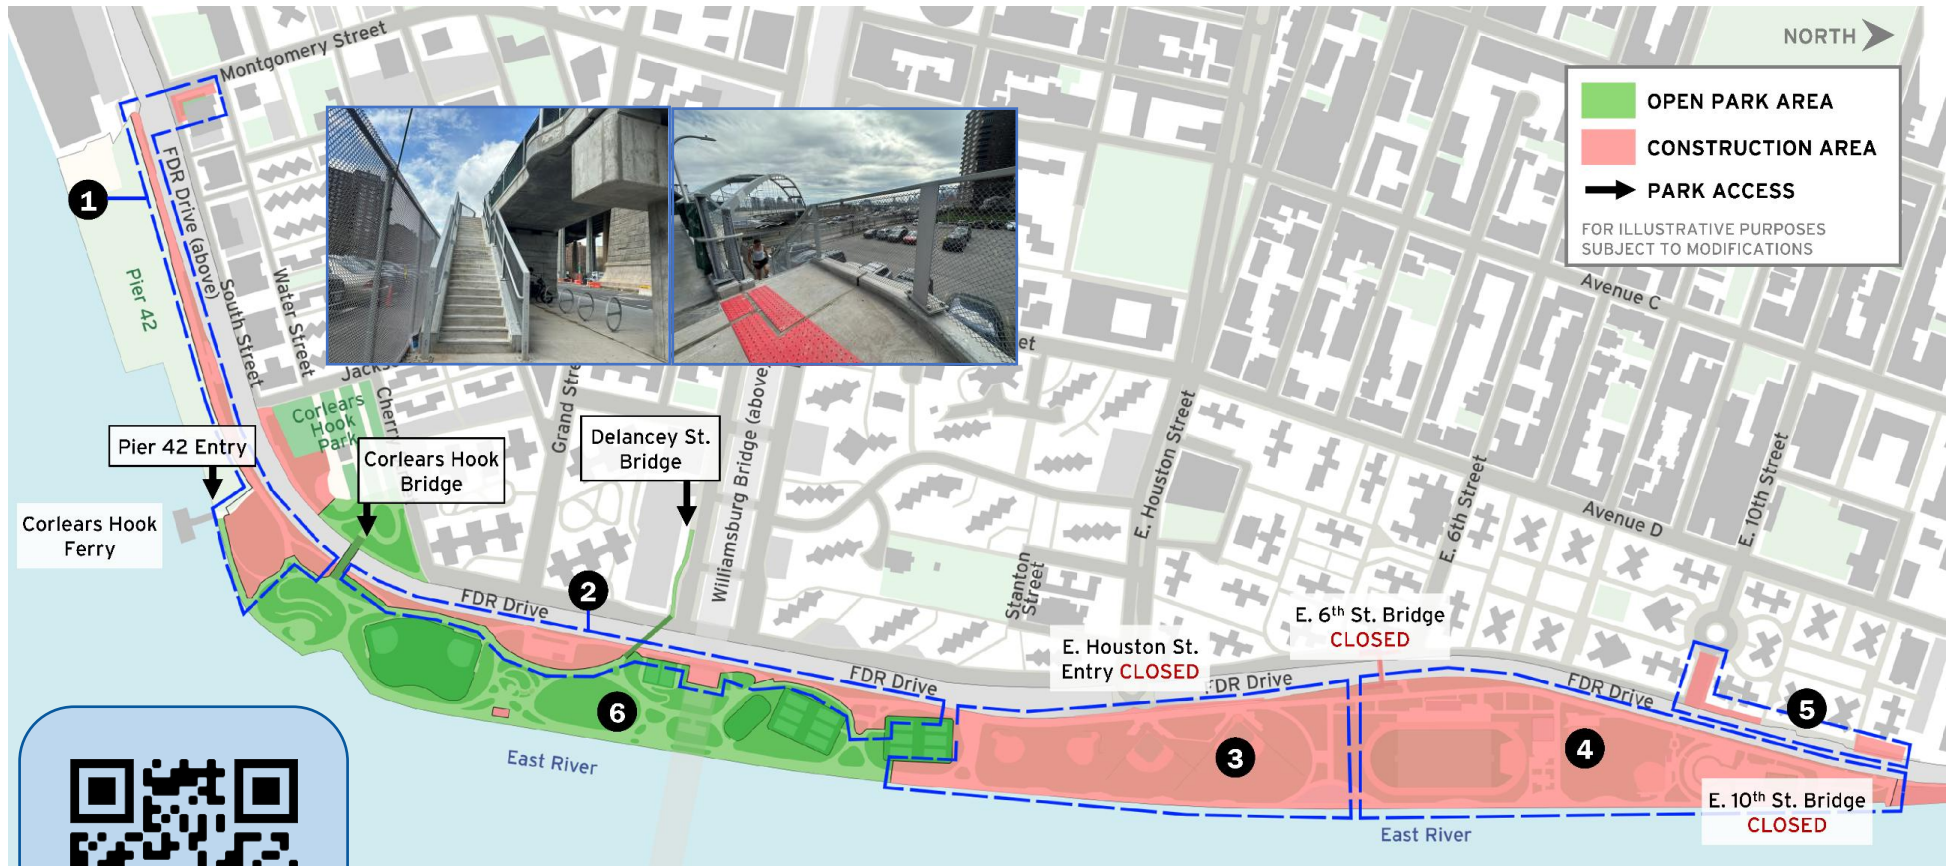 NORTH
OPEN PARK AREA
CONSTRUCTION AREA
PARK ACCESS
FOR ILLUSTRATIVE PURPOSES
SUBJECT TO MODIFICATIONS
Montgomery Street
1
FDR Drive (above)
Pier 42
South Street
Water Street
Corlears
Hook
Park
Grand
Williamsburg Bridge (above)
Pier 42 Entry
Corlears Hook
Bridge
Delancey St.
Bridge
Corlears Hook
Ferry
FDR Drive
2
6
East River
FDR Drive
Stanton
Street
E. Houston Street
E. Houston St.
Entry CLOSED
FDR Drive
E. 6th St. Bridge
CLOSED
E. 6th Street
Avenue C
Avenue D
E. 10th Street
FDR Drive
3
4
5
E. 10th St. Bridge
CLOSED
East River